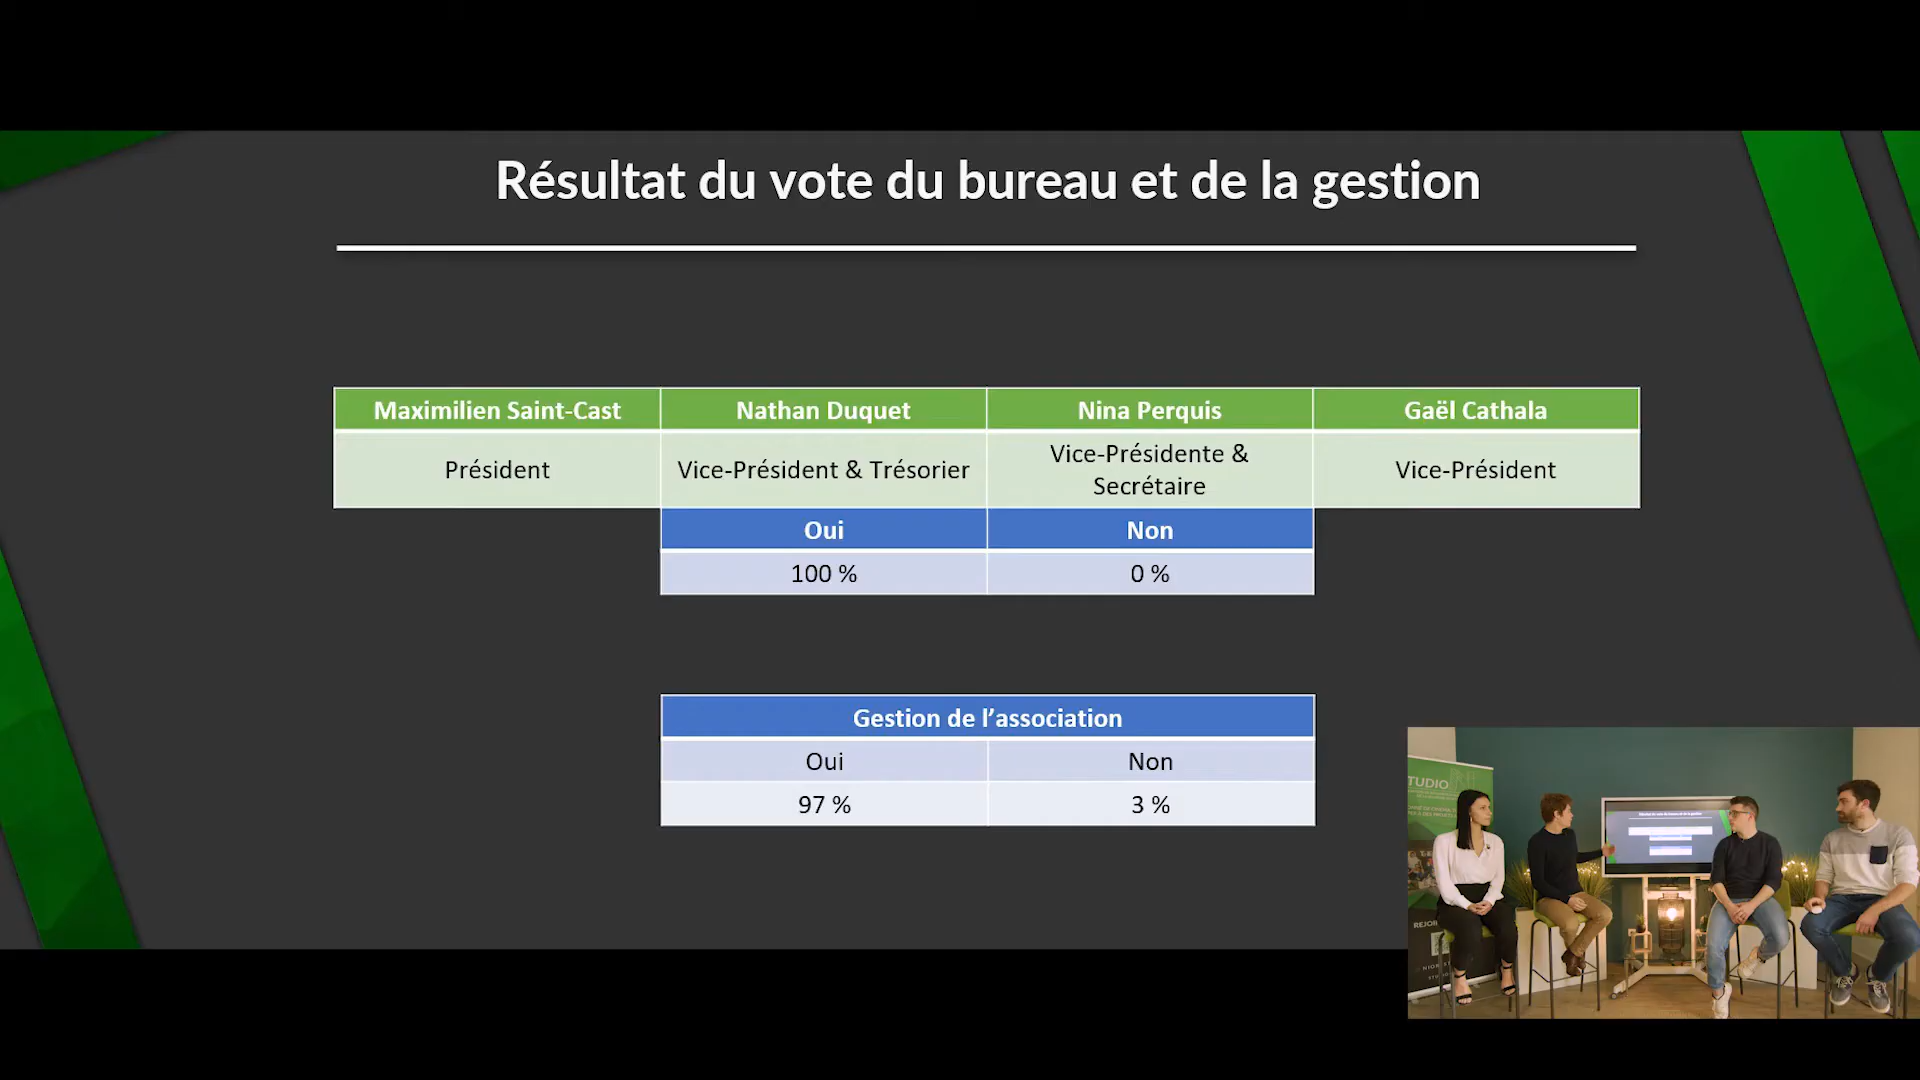 Résultat du vote du bureau et de la gestion
Maximilien Saint-Cast
Nathan Duquet
Nina Perquis
Gaël Cathala
Président
Vice-Président & Trésorier
Vice-Présidente &
Secrétaire
Vice-Président
Oui
Non
100 %
0 %
Gestion de l’association
Oui
Non
97 %
3 %
TUDIO
REJOI